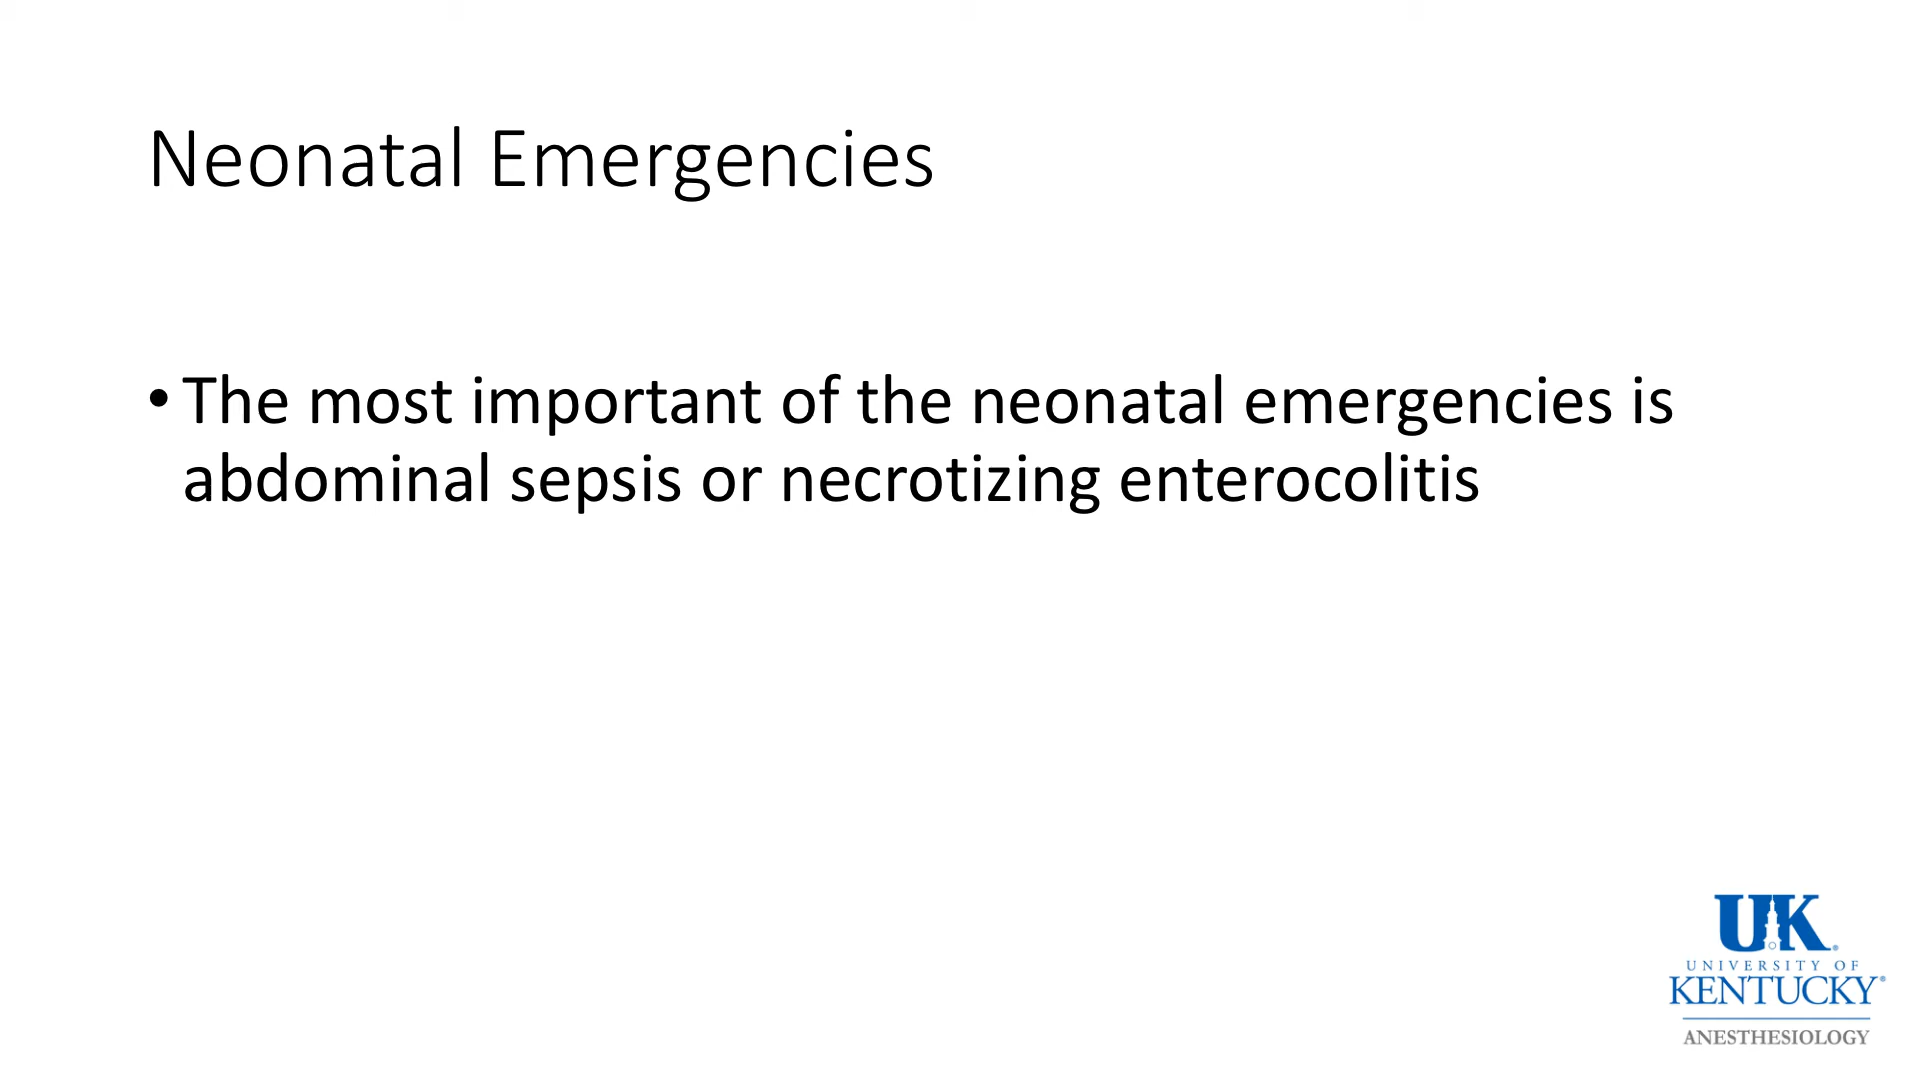 Neonatal Emergencies
• The most important of the neonatal emergencies is
abdominal sepsis or necrotizing enterocolitis
UK®
UNIVERSITY OF
KENTUCKY®
ANESTHESIOLOGY